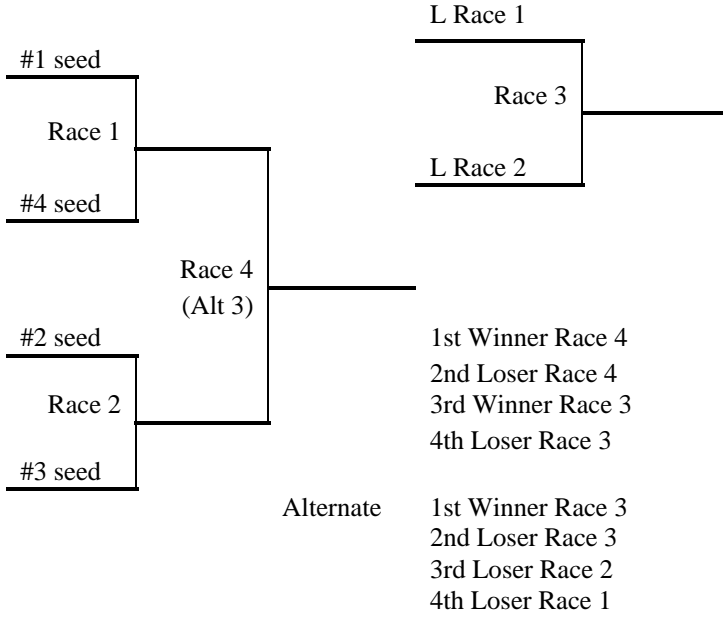 L Race 1
#1 seed
Race 3
Race 1
L Race 2
#4 seed
Race 4
(Alt 3)
#2 seed
1st Winner Race 4
2nd Loser Race 4
Race 2
3rd Winner Race 3
4th Loser Race 3
#3 seed
Alternate 1st Winner Race 3
2nd Loser Race 3
3rd Loser Race 2
4th Loser Race 1